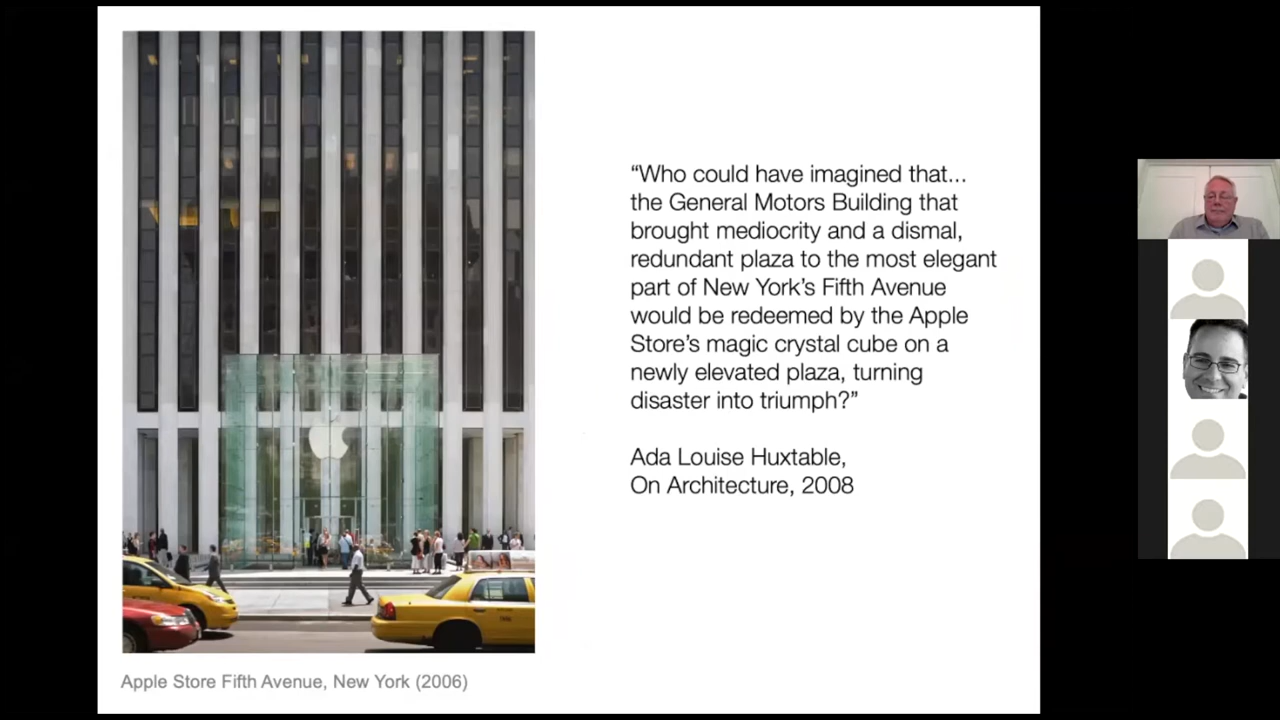 “Who could have imagined that...
the General Motors Building that
brought mediocrity and a dismal,
redundant plaza to the most elegant
part of New York’s Fifth Avenue
would be redeemed by the Apple
Store’s magic crystal cube on a
newly elevated plaza, turning
disaster into triumph?”
Ada Louise Huxtable,
On Architecture, 2008
Apple Store Fifth Avenue, New York (2006)